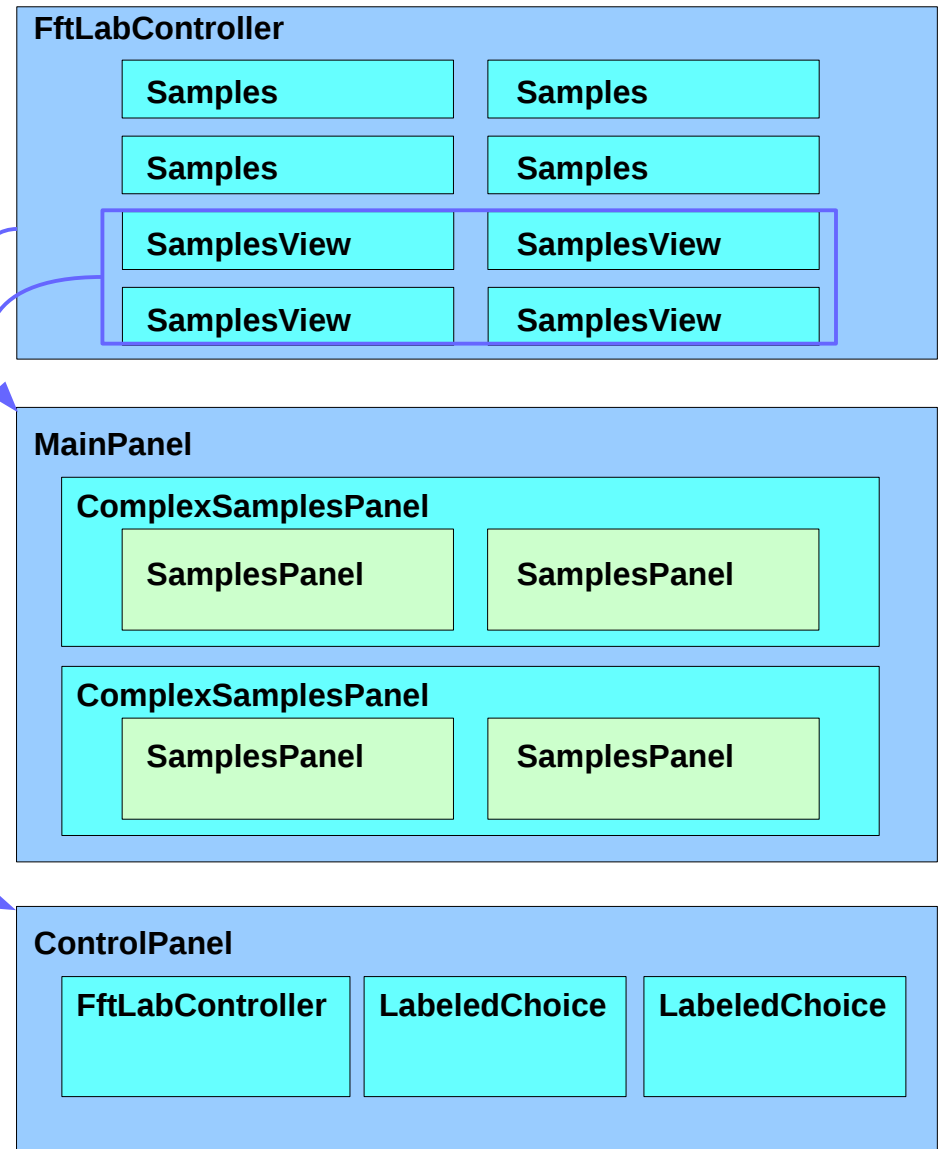 FftLabController
Samples Samples
Samples Samples
SamplesView SamplesView
SamplesView SamplesView
MainPanel
ComplexSamplesPanel
SamplesPanel SamplesPanel
ComplexSamplesPanel
SamplesPanel SamplesPanel
ControlPanel
FftLabController LabeledChoice LabeledChoice